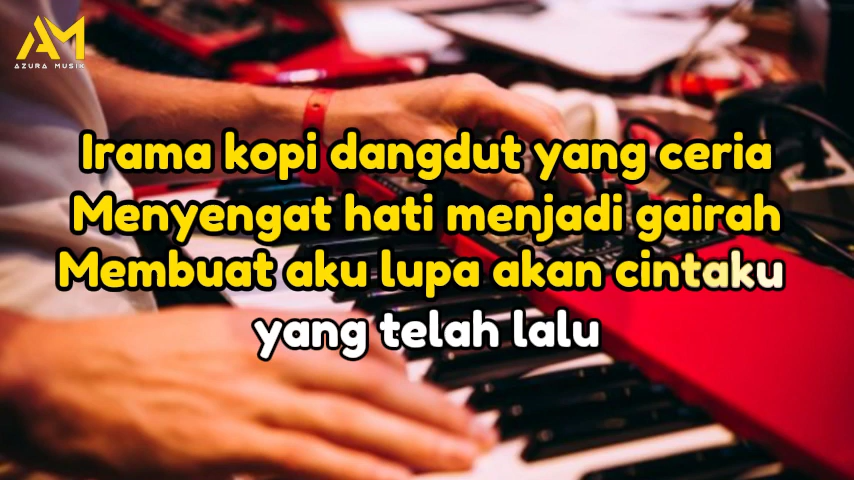 AM
AZURA MUSIK
Irama kopi dangdut yang ceria
Menyengat hati menjadi gairah
Membuat aku lupa akan cintaku
yang telah lalu